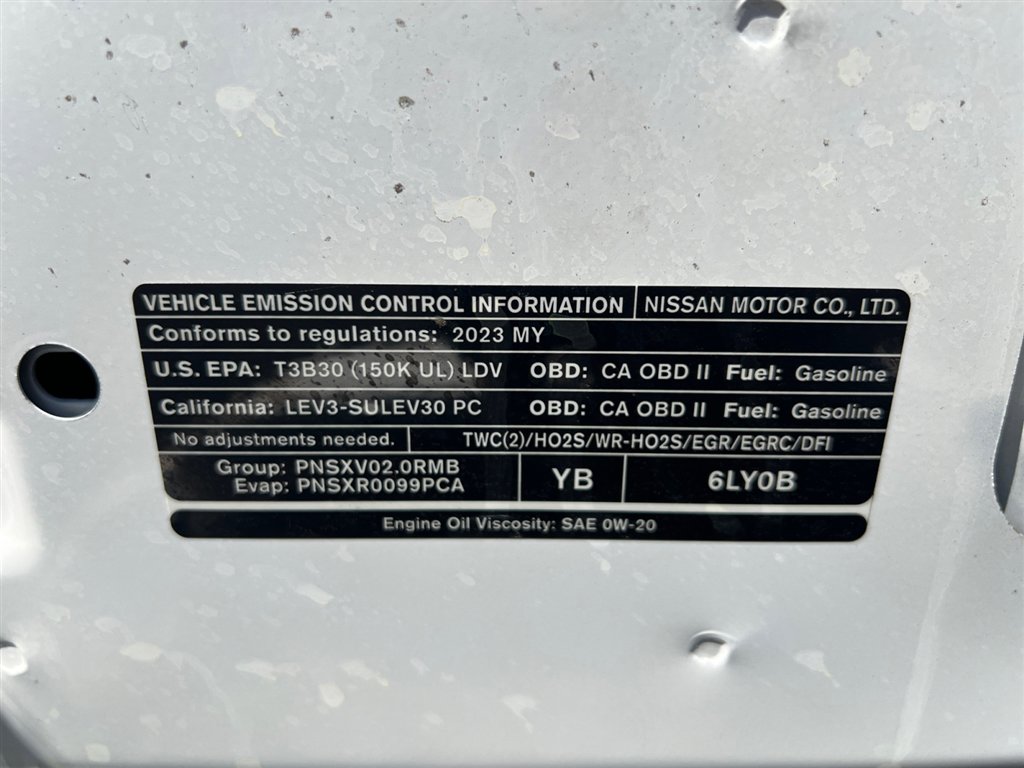 VEHICLE EMISSION CONTROL INFORMATION NISSAN MOTOR CO., LTD.
Conforms to regulations: 2023 MY
U.S. EPA: T3B30 (150K UL) LDV OBD: CA OBD II Fuel: Gasoline
California: LEV3-SULEV30 PC OBD: CA OBD II Fuel: Gasoline
No adjustments needed. TWC(2)/HO2S/WR-HO2S/EGR/EGRC/DFI
Group: PNSXV02.0RMB
Evap: PNSXR0099PCA
YB 6LY0B
Engine Oil Viscosity: SAE 0W-20